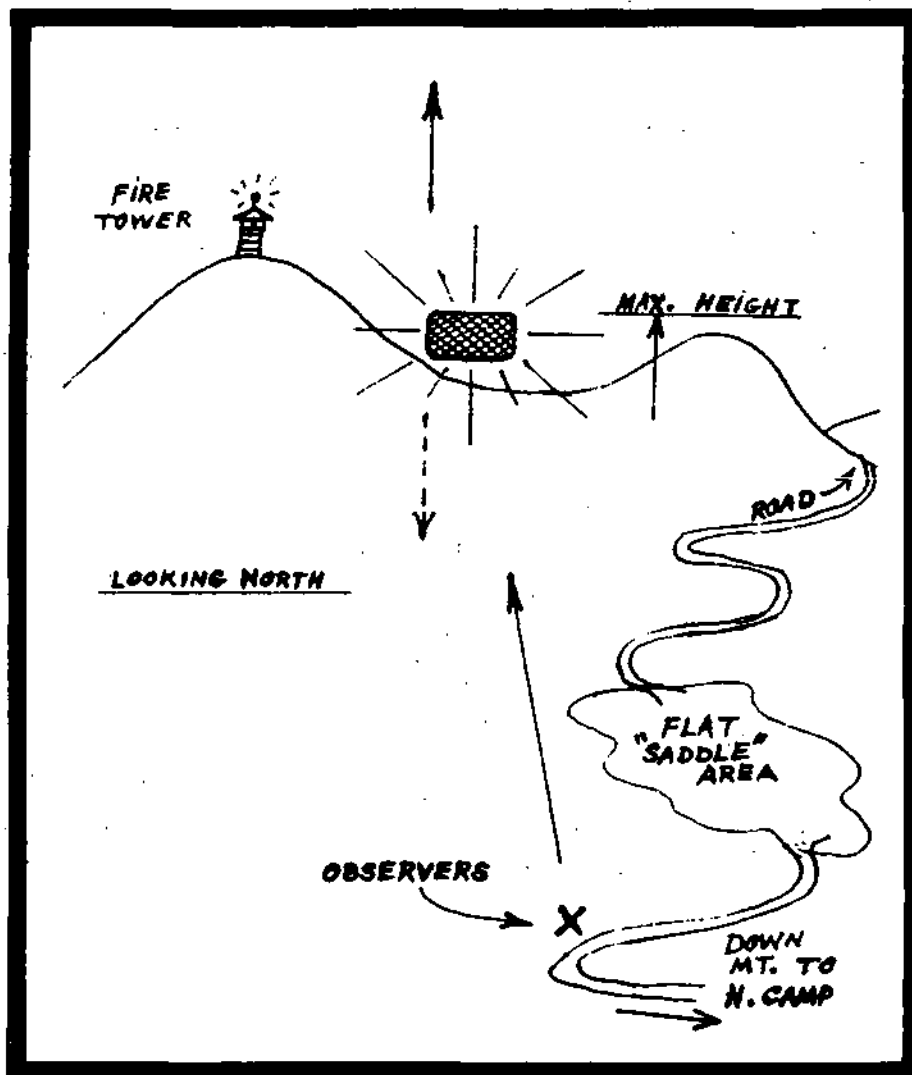 FIRE
TOWER
MAX. HEIGHT
ROAD
LOOKING NORTH
"FLAT
SADDLE"
AREA
OBSERVERS
X
DOWN
MT. TO
H. CAMP